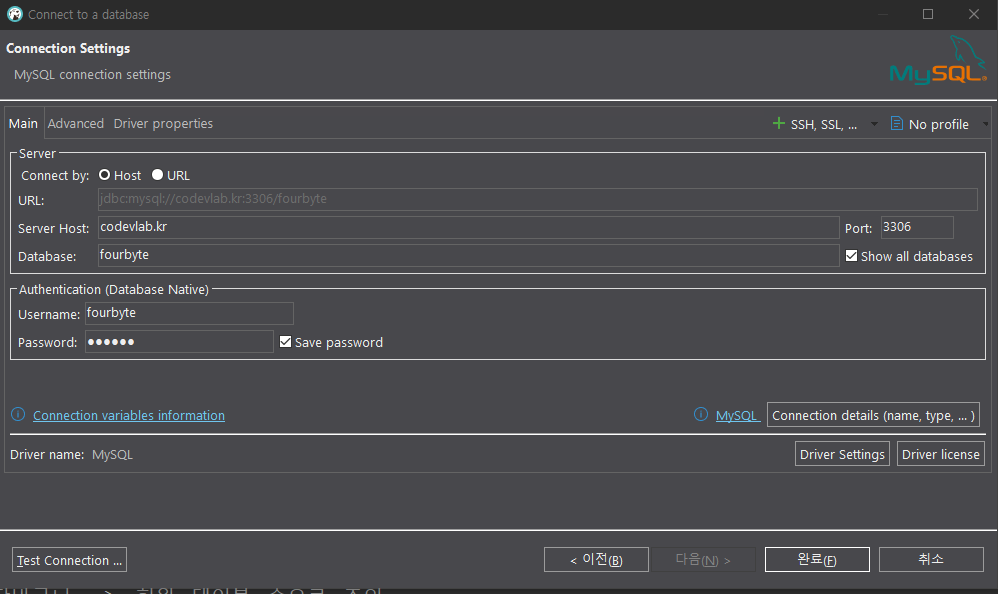 Connect to a database
Connection Settings
MySQL connection settings
MySQL
Main Advanced Driver properties SSH, SSL, ... No profile
Server
Connect by: Host URL
URL: jdbc:mysql://codevlab.kr:3306/fourbyte
Server Host: codevlab.kr Port: 3306
Database: fourbyte Show all databases
Authentication (Database Native)
Username: fourbyte
Password: ●●●●●● Save password
Connection variables information MySQL Connection details (name, type, ... )
Driver name: MySQL Driver Settings Driver license
Test Connection ... < 이전(B) 다음(N) > 완료(F) 취소